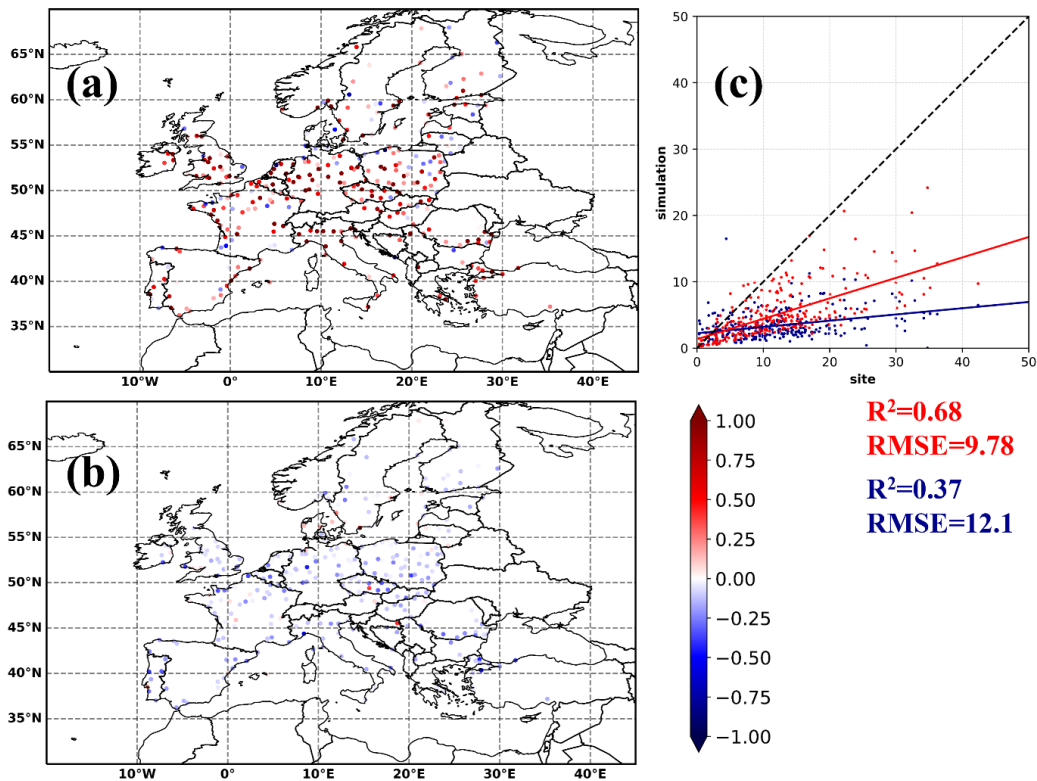 (a)
65°N
60°N
55°N
50°N
45°N
40°N
35°N
10°W 0° 10°E 20°E 30°E 40°E
(b)
65°N
60°N
55°N
50°N
45°N
40°N
35°N
10°W 0° 10°E 20°E 30°E 40°E
(c)
simulation
50
40
30
20
10
0
0 10 20 30 40 50
site
1.00
0.75
0.50
0.25
0.00
−0.25
−0.50
−0.75
−1.00
R²=0.68
RMSE=9.78
R²=0.37
RMSE=12.1